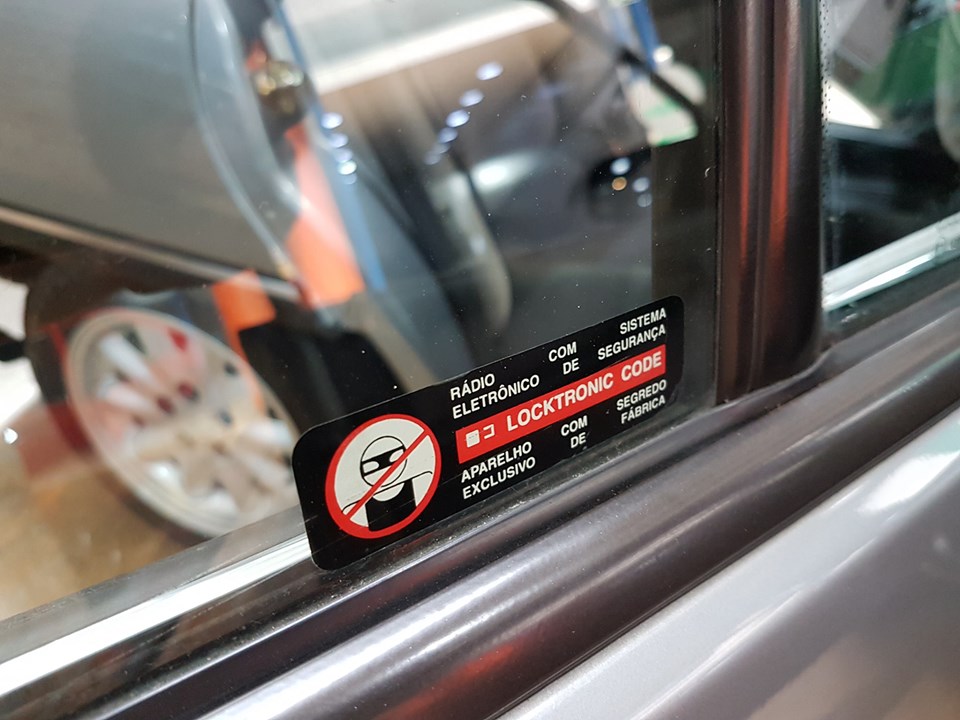 RÁDIO COM SISTEMA
ELETRÔNICO DE SEGURANÇA
LOCKTRONIC CODE
APARELHO COM SEGREDO
EXCLUSIVO DE FÁBRICA